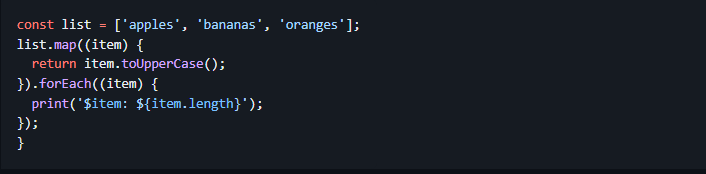 const list = ['apples', 'bananas', 'oranges'];
list.map((item) {
  return item.toUpperCase();
}).forEach((item) {
  print('$item: ${item.length}');
});
}